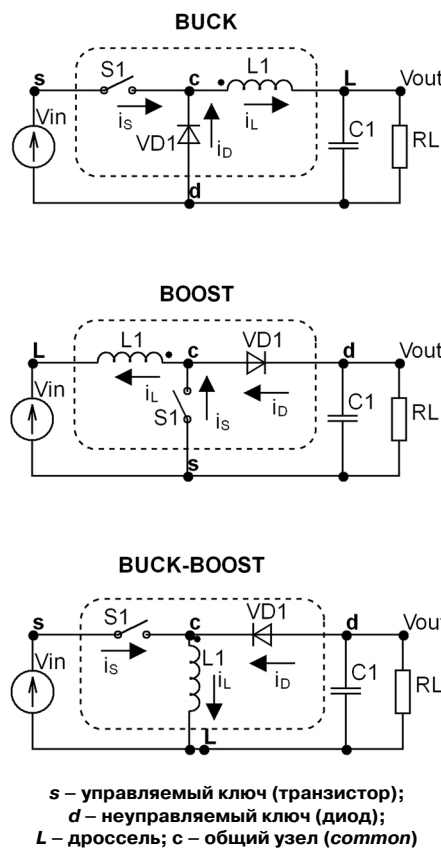 BUCK
s S1 c L1 L Vout
Vin iS VD1 iD iL C1 RL
d
BOOST
L L1 c VD1 d Vout
Vin iL S1 iS iD C1 RL
s
BUCK-BOOST
s S1 c VD1 d Vout
Vin iS L1 iL iD C1 RL
L
s – управляемый ключ (транзистор);
d – неуправляемый ключ (диод);
L – дроссель; c – общий узел (common)